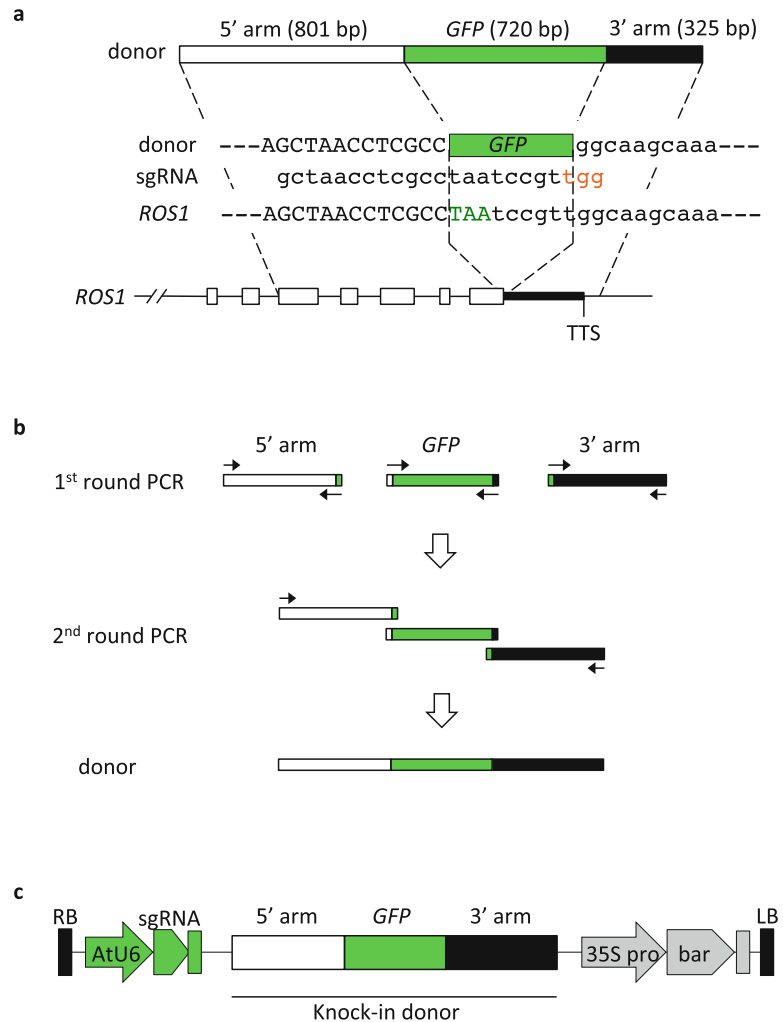 a
5’ arm (801 bp) GFP (720 bp) 3’ arm (325 bp)
donor
donor ---AGCTAACCTCGCC GFP ggcaagcaaa---
sgRNA gctaacctcgcctaatccgttgg
ROS1 ---AGCTAACCTCGCCTAAtccgttggcaagcaaa---
ROS1
TTS
b
5’ arm GFP 3’ arm
1st round PCR
2nd round PCR
donor
c
RB sgRNA 5’ arm GFP 3’ arm LB
AtU6 35S pro bar
Knock-in donor